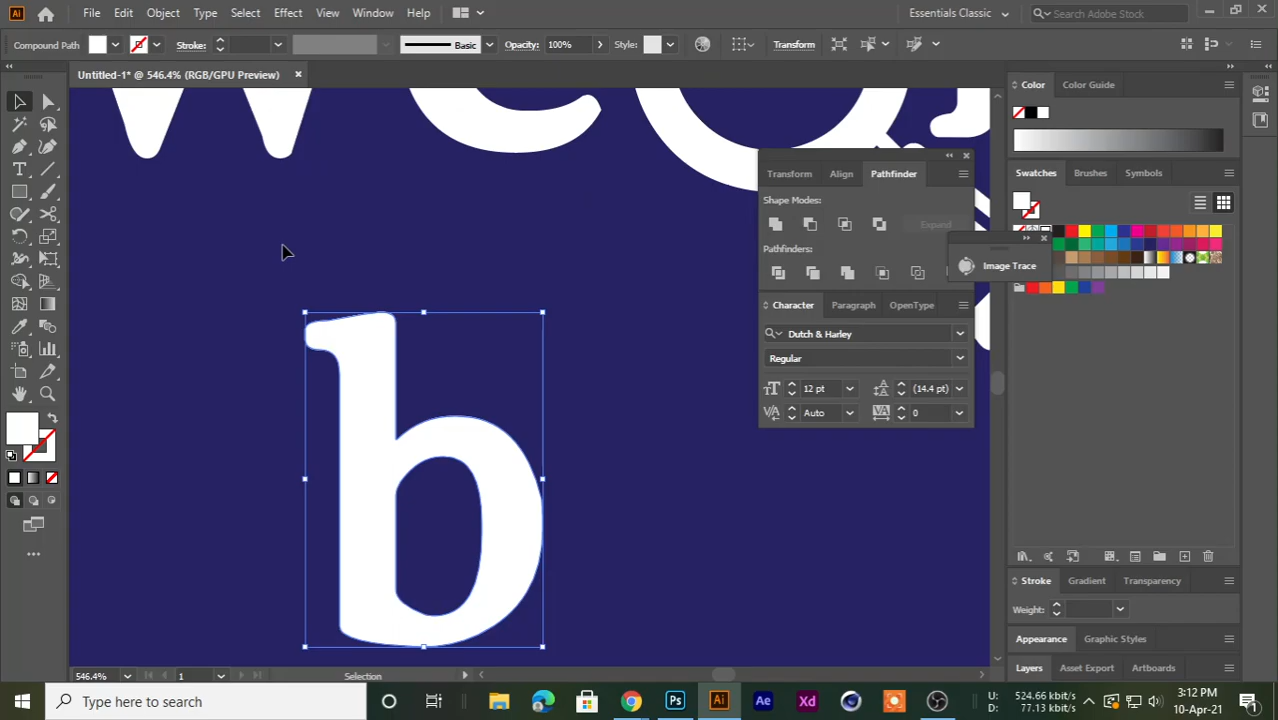 File Edit Object Type Select Effect View Window Help
Essentials Classic
Search Adobe Stock
Compound Path
Stroke:
Basic
Opacity: 100%
Style:
Transform
Untitled-1* @ 546.4% (RGB/GPU Preview)
Color Color Guide
Swatches Brushes Symbols
Transform Align Pathfinder
Shape Modes:
Expand
Pathfinders:
Image Trace
Character Paragraph OpenType
Dutch & Harley
Regular
12 pt
(14.4 pt)
Auto
0
b
Stroke Gradient Transparency
Weight:
Appearance Graphic Styles
Layers Asset Export Artboards
546.4%
1
Selection
Type here to search
U: 524.66 kbit/s
D: 77.13 kbit/s
3:12 PM
10-Apr-21